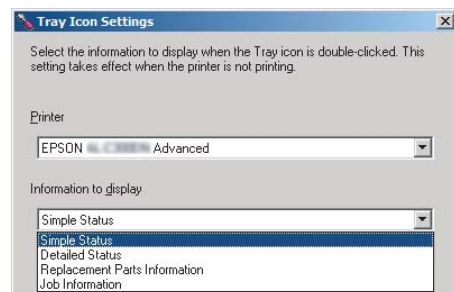 Tray Icon Settings
Select the information to display when the Tray icon is double-clicked. This
setting takes effect when the printer is not printing.
Printer
EPSON Advanced
Information to display
Simple Status
Simple Status
Detailed Status
Replacement Parts Information
Job Information